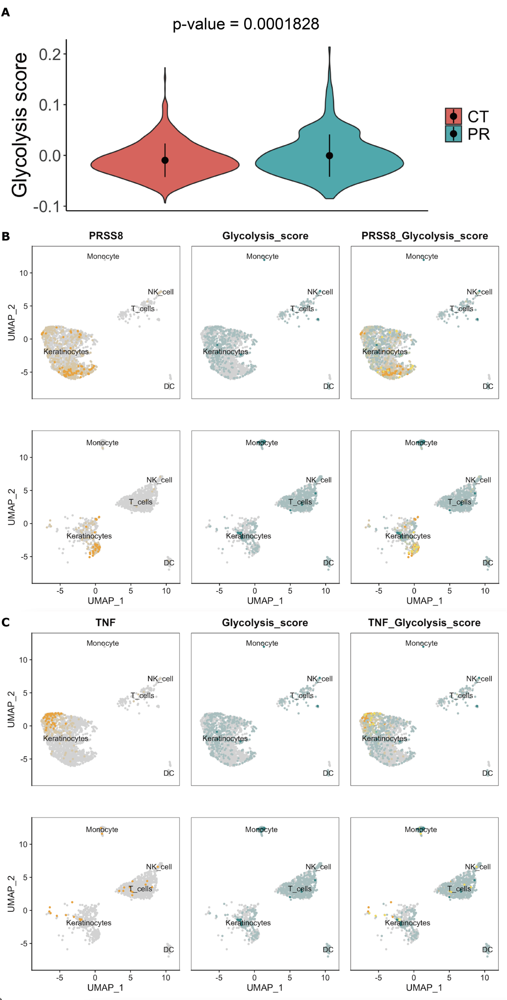 A
p-value = 0.0001828
Glycolysis score
0.2
0.1
0.0
-0.1
CT
PR
B
PRSS8
Glycolysis_score
PRSS8_Glycolysis_score
UMAP_2
10
5
0
-5
Monocyte
NK_cell
T_cells
Keratinocytes
DC
Monocyte
NK_cell
T_cells
Keratinocytes
DC
Monocyte
NK_cell
T_cells
Keratinocytes
DC
UMAP_2
10
5
0
-5
Monocyte
NK_cell
T_cells
Keratinocytes
DC
Monocyte
NK_cell
T_cells
Keratinocytes
DC
Monocyte
NK_cell
T_cells
Keratinocytes
DC
-5 0 5 10
-5 0 5 10
-5 0 5 10
UMAP_1
UMAP_1
UMAP_1
C
TNF
Glycolysis_score
TNF_Glycolysis_score
UMAP_2
10
5
0
-5
Monocyte
NK_cell
T_cells
Keratinocytes
DC
Monocyte
NK_cell
T_cells
Keratinocytes
DC
Monocyte
NK_cell
T_cells
Keratinocytes
DC
UMAP_2
10
5
0
-5
Monocyte
NK_cell
T_cells
Keratinocytes
DC
Monocyte
NK_cell
T_cells
Keratinocytes
DC
Monocyte
NK_cell
T_cells
Keratinocytes
DC
-5 0 5 10
-5 0 5 10
-5 0 5 10
UMAP_1
UMAP_1
UMAP_1